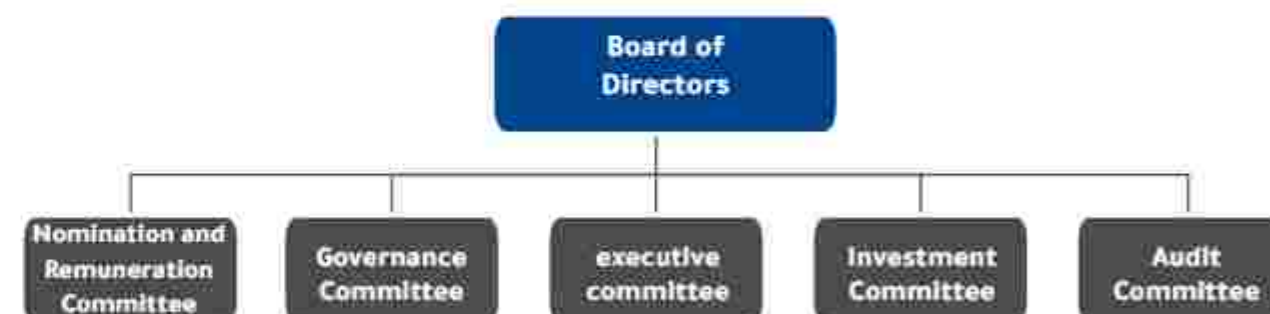 Board of
Directors
Nomination and
Remuneration
Committee
Governance
Committee
executive
committee
Investment
Committee
Audit
Committee